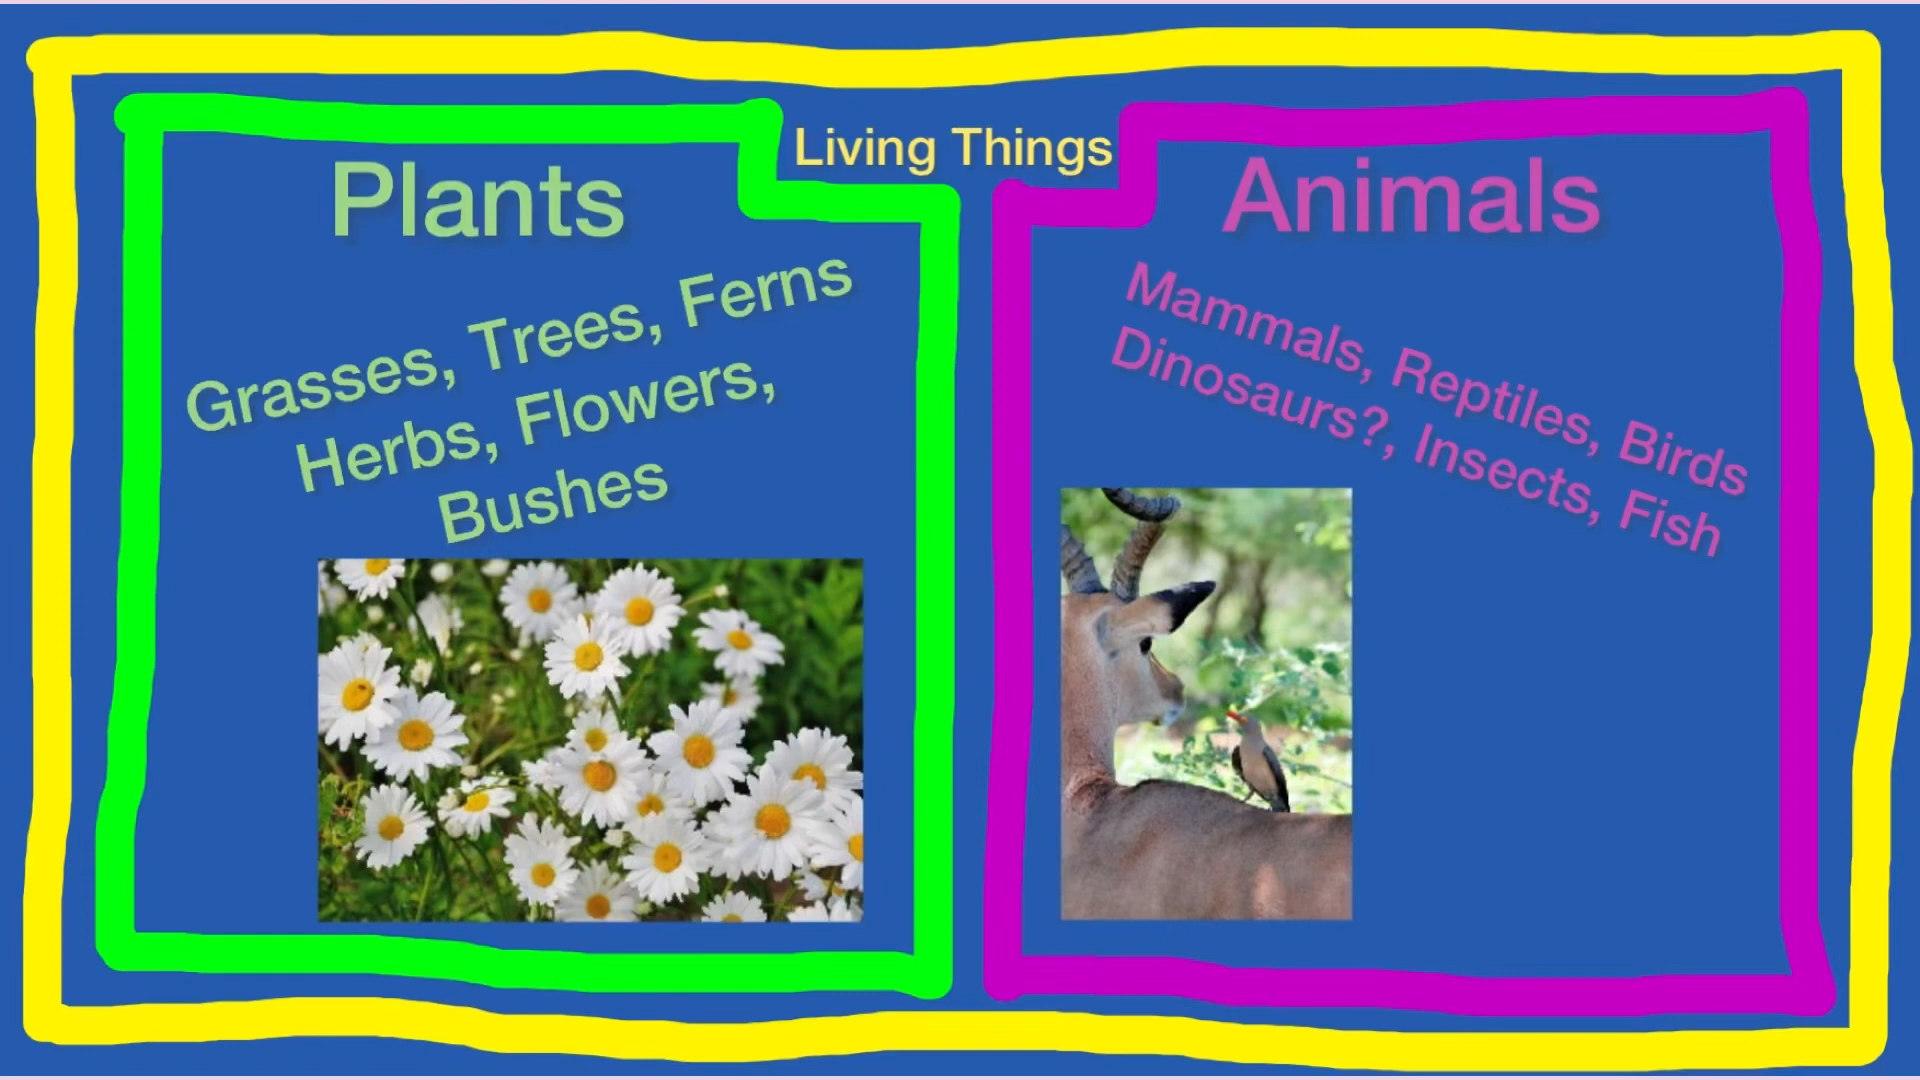 Living Things
Plants
Grasses, Trees, Ferns
Herbs, Flowers,
Bushes
Animals
Mammals, Reptiles, Birds
Dinosaurs?, Insects, Fish